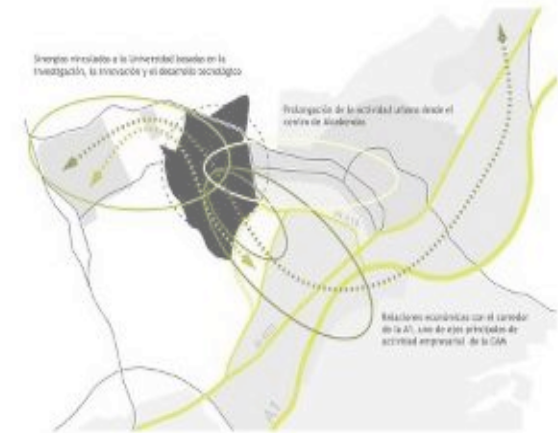 Sinergias vinculadas a la Universidad basadas en la
investigación, la innovación y el desarrollo tecnológico
Prolongación de la actividad urbana desde el
centro de Alcobendas
Relaciones económicas con el corredor
de la A1, uno de ejes principales de
actividad empresarial de la CAM
A1